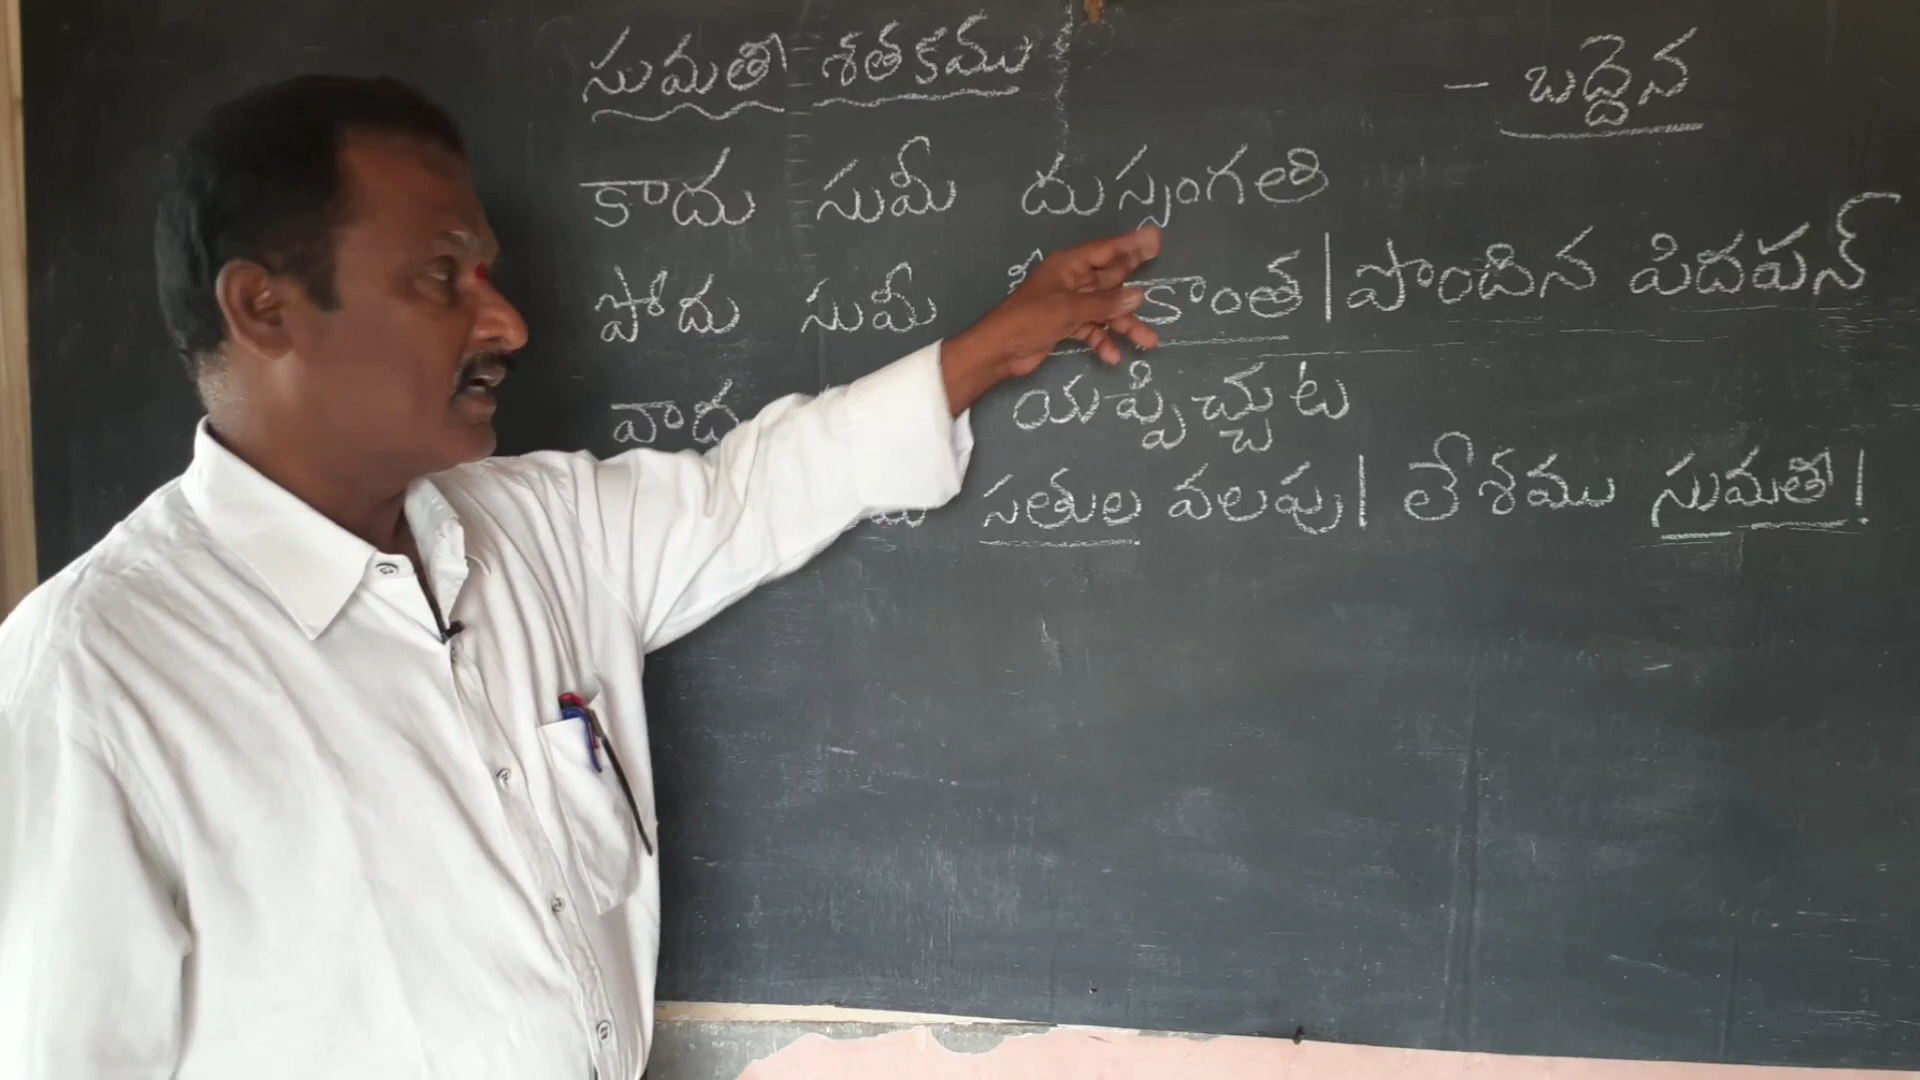 సుమతీ శతకము - బద్దెన
కాదు సుమీ దుస్సంగతి
పోదు సుమీ కాంత|పొందిన పిదపన్
వాదు యప్పిచ్చుట
సతుల వలపు| లేశము సుమతీ!